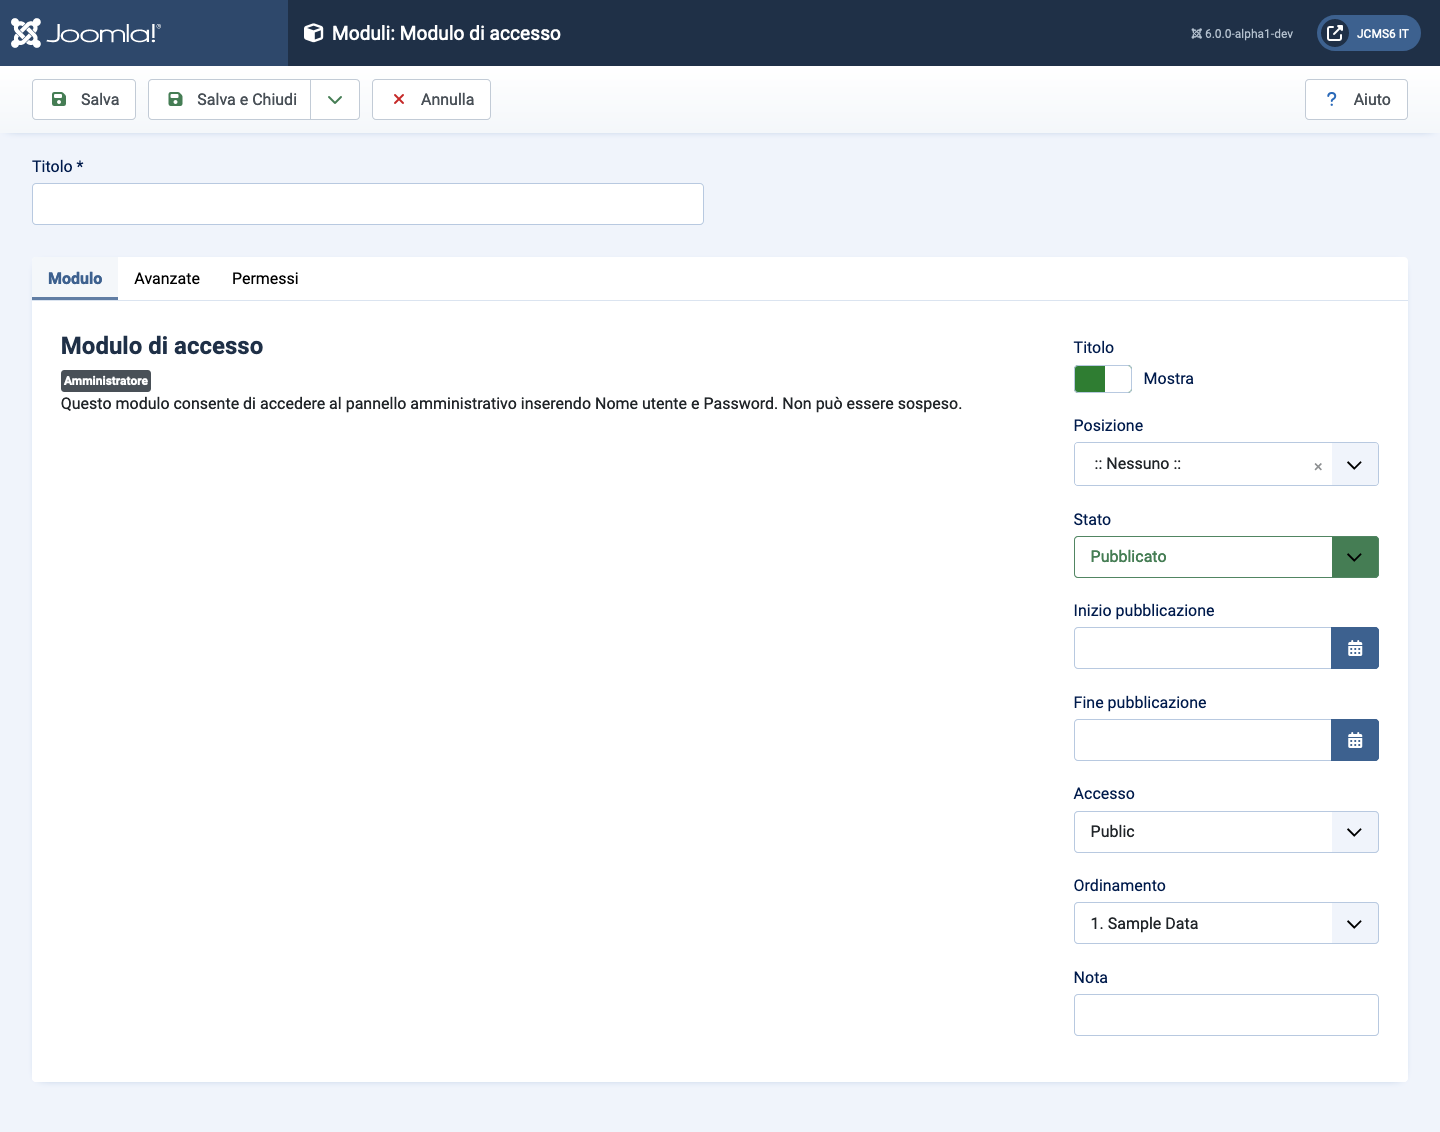 Joomla!®
Moduli: Modulo di accesso
6.0.0-alpha1-dev
JCMS6 IT
Salva
Salva e Chiudi
Annulla
? Aiuto
Titolo *
Modulo
Avanzate
Permessi
Modulo di accesso
Amministratore
Questo modulo consente di accedere al pannello amministrativo inserendo Nome utente e Password. Non può essere sospeso.
Titolo
Mostra
Posizione
:: Nessuno :: ×
Stato
Pubblicato
Inizio pubblicazione
Fine pubblicazione
Accesso
Public
Ordinamento
1. Sample Data
Nota